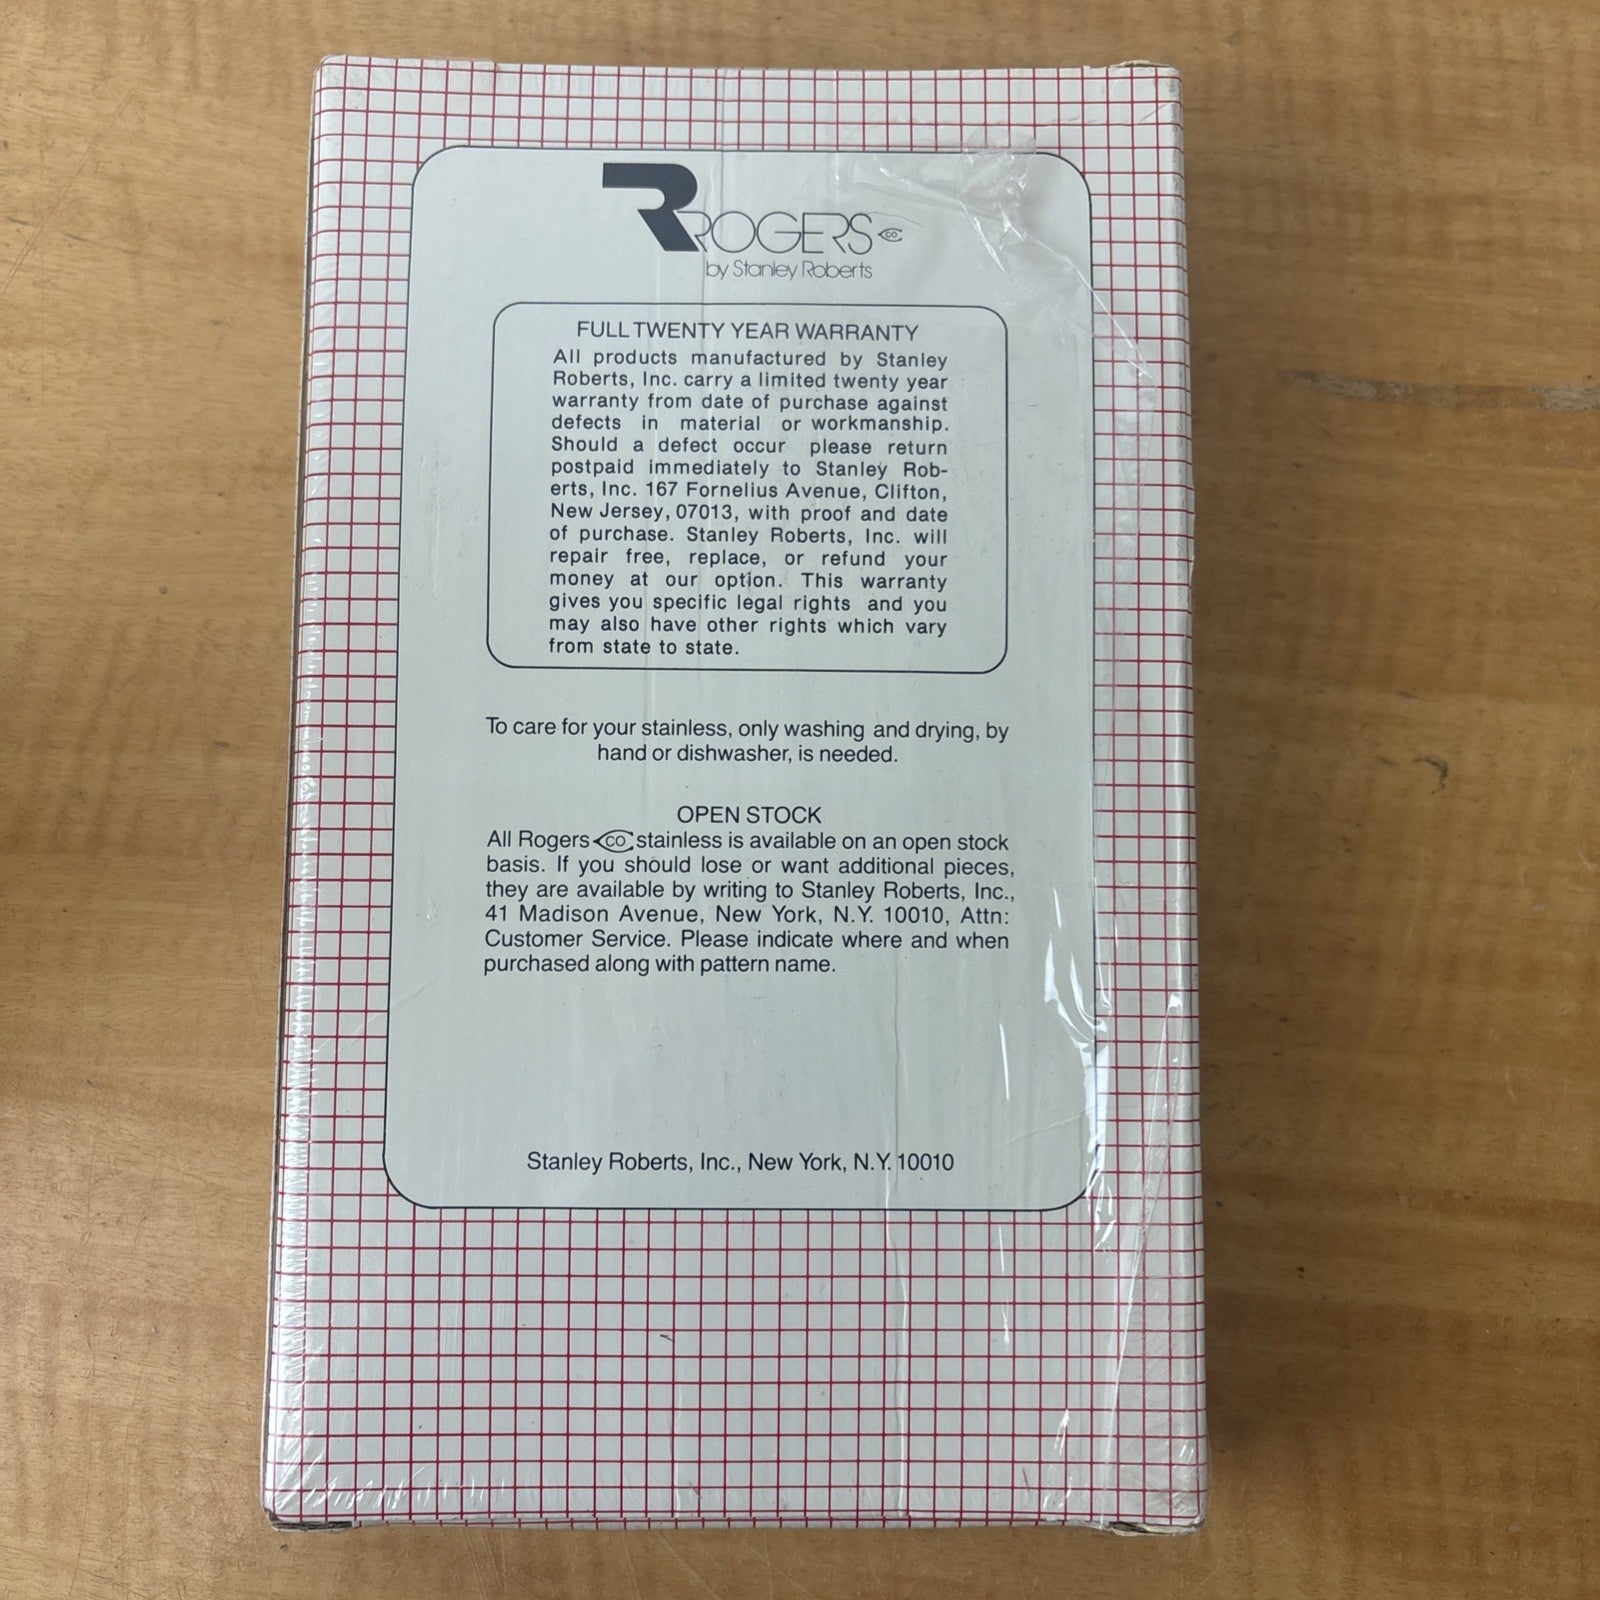 R ROGERS CO
by Stanley Roberts
FULL TWENTY YEAR WARRANTY
All products manufactured by Stanley
Roberts, Inc. carry a limited twenty year
warranty from date of purchase against
defects in material or workmanship.
Should a defect occur please return
postpaid immediately to Stanley Rob-
erts, Inc. 167 Fornelius Avenue, Clifton,
New Jersey, 07013, with proof and date
of purchase. Stanley Roberts, Inc. will
repair free, replace, or refund your
money at our option. This warranty
gives you specific legal rights and you
may also have other rights which vary
from state to state.
To care for your stainless, only washing and drying, by
hand or dishwasher, is needed.
OPEN STOCK
All Rogers CO stainless is available on an open stock
basis. If you should lose or want additional pieces,
they are available by writing to Stanley Roberts, Inc.,
41 Madison Avenue, New York, N.Y. 10010, Attn:
Customer Service. Please indicate where and when
purchased along with pattern name.
Stanley Roberts, Inc., New York, N.Y. 10010